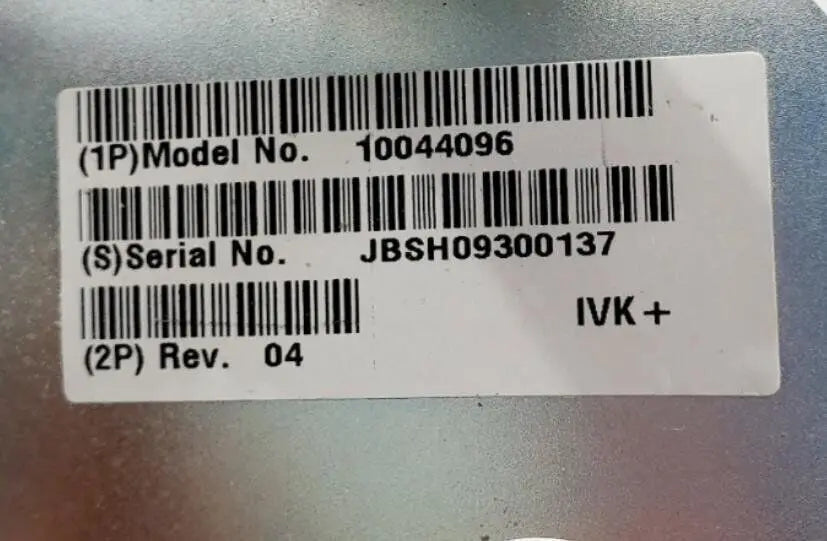 (1P)Model No. 10044096
(S)Serial No. JBSH09300137
IVK+
(2P) Rev. 04